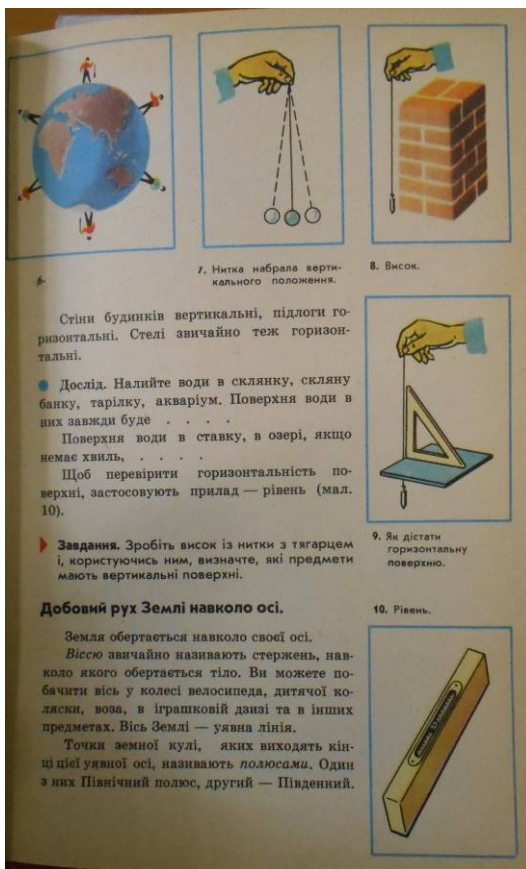 6-
7. Нитка набрала верти-
кального положення.
8. Висок.
Стіни будинків вертикальні, підлоги го-
ризонтальні. Стелі звичайно теж горизон-
тальні.
Дослід. Налийте води в склянку, скляну
банку, тарілку, акваріум. Поверхня води в
них завжди буде . . . .
Поверхня води в ставку, в озері, якщо
немає хвиль, . . . .
Щоб перевірити горизонтальність по-
верхні, застосовують прилад — рівень (мал.
10).
Завдання. Зробіть висок із нитки з тягарцем
і, користуючись ним, визначте, які предмети
мають вертикальні поверхні.
9. Як дістати
горизонтальну
поверхню.
Добовий рух Землі навколо осі.
10. Рівень.
Земля обертається навколо своєї осі.
Віссю звичайно називають стержень, нав-
коло якого обертається тіло. Ви можете по-
бачити вісь у колесі велосипеда, дитячої ко-
ляски, воза, в іграшковій дзизі та в інших
предметах. Вісь Землі — уявна лінія.
Точки земної кулі, яких виходять кін-
ці цієї уявної осі, називають полюсами. Один
з них Північний полюс, другий — Південний.